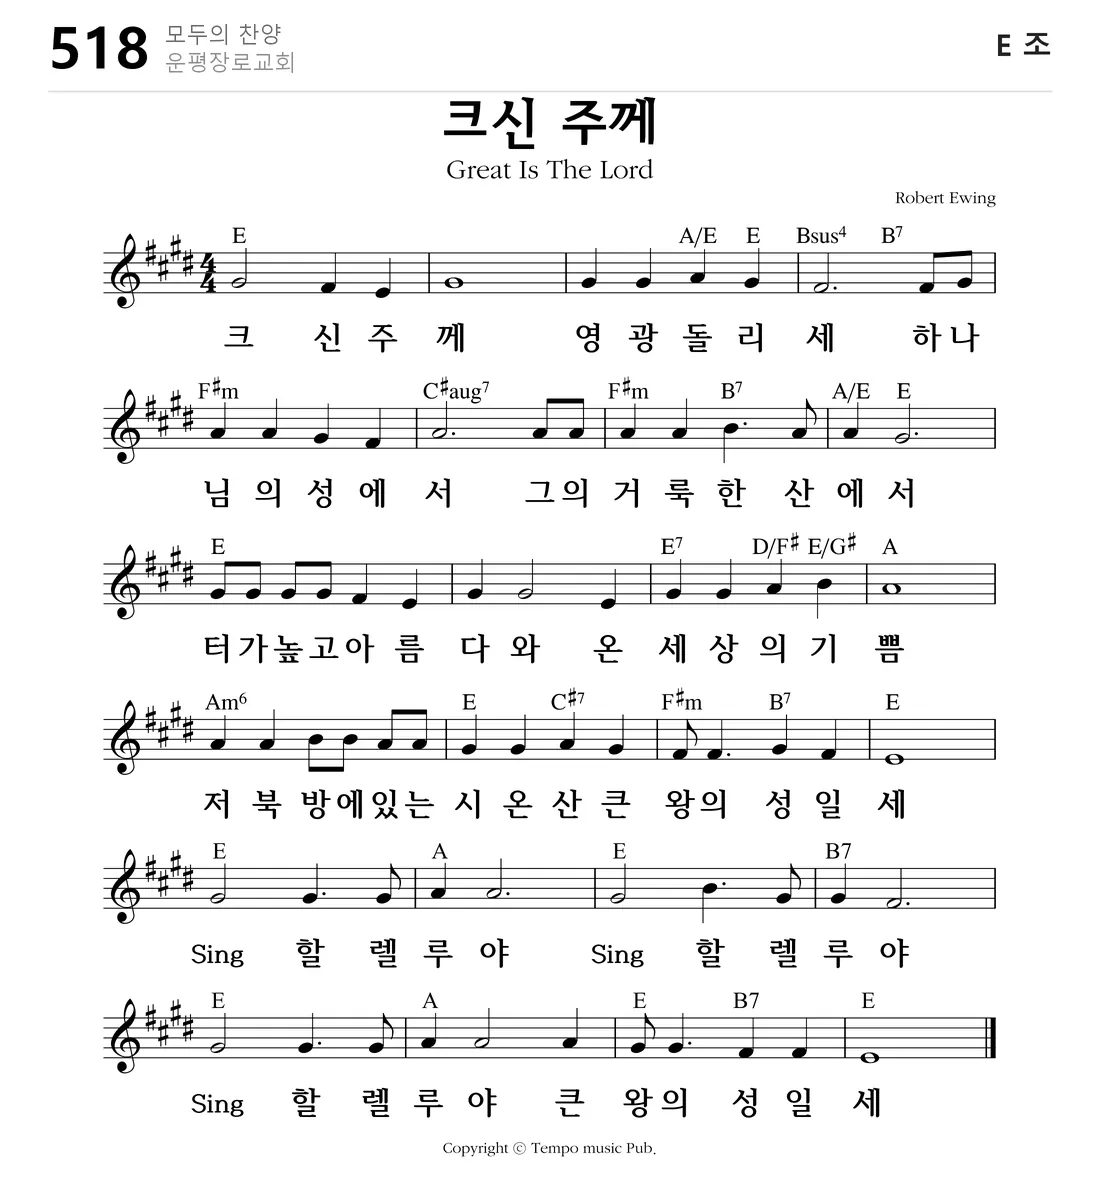 518 모두의 찬양
운평장로교회
E 조
크신 주께
Great Is The Lord
Robert Ewing
E A/E E Bsus4 B7
4
4
크 신 주 께 영 광 돌 리 세 하 나
F#m C#aug7 F#m B7 A/E E
님 의 성 에 서 그 의 거 룩 한 산 에 서
E E7 D/F# E/G# A
터 가 높 고 아 름 다 와 온 세 상 의 기 쁨
Am6 E C#7 F#m B7 E
저 북 방 에 있 는 시 온 산 큰 왕 의 성 일 세
E A E B7
Sing 할 렐 루 야 Sing 할 렐 루 야
E A E B7 E
Sing 할 렐 루 야 큰 왕 의 성 일 세
Copyright ⓒ Tempo music Pub.